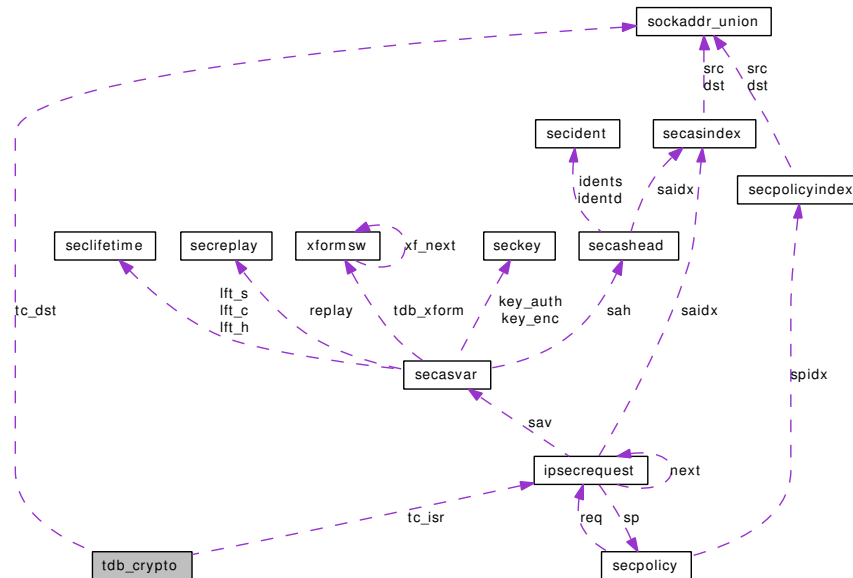 sockaddr_union
src
dst
src
dst
secident
secasindex
idents
identd
saidx
secpolicyindex
seclifetime
secreplay
xformsw
xf_next
seckey
secashead
tc_dst
lft_s
lft_c
lft_h
replay
tdb_xform
key_auth
key_enc
sah
saidx
spidx
secasvar
sav
ipsecrequest
next
tc_isr
req
sp
tdb_crypto
secpolicy